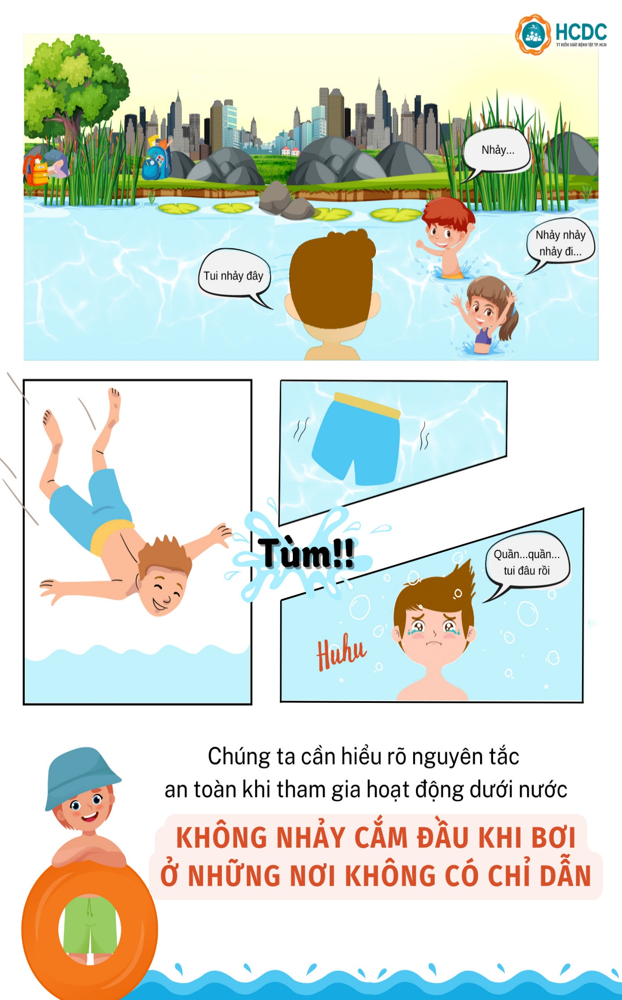 HCDC
TT KIỂM SOÁT BỆNH TẬT TP. HCM
Nhảy...
Nhảy nhảy
nhảy đi...
Tui nhảy đây
Tùm!!
Quần...quần...
tui đâu rồi
Huhu
Chúng ta cần hiểu rõ nguyên tắc
an toàn khi tham gia hoạt động dưới nước
KHÔNG NHẢY CẮM ĐẦU KHI BƠI
Ở NHỮNG NƠI KHÔNG CÓ CHỈ DẪN